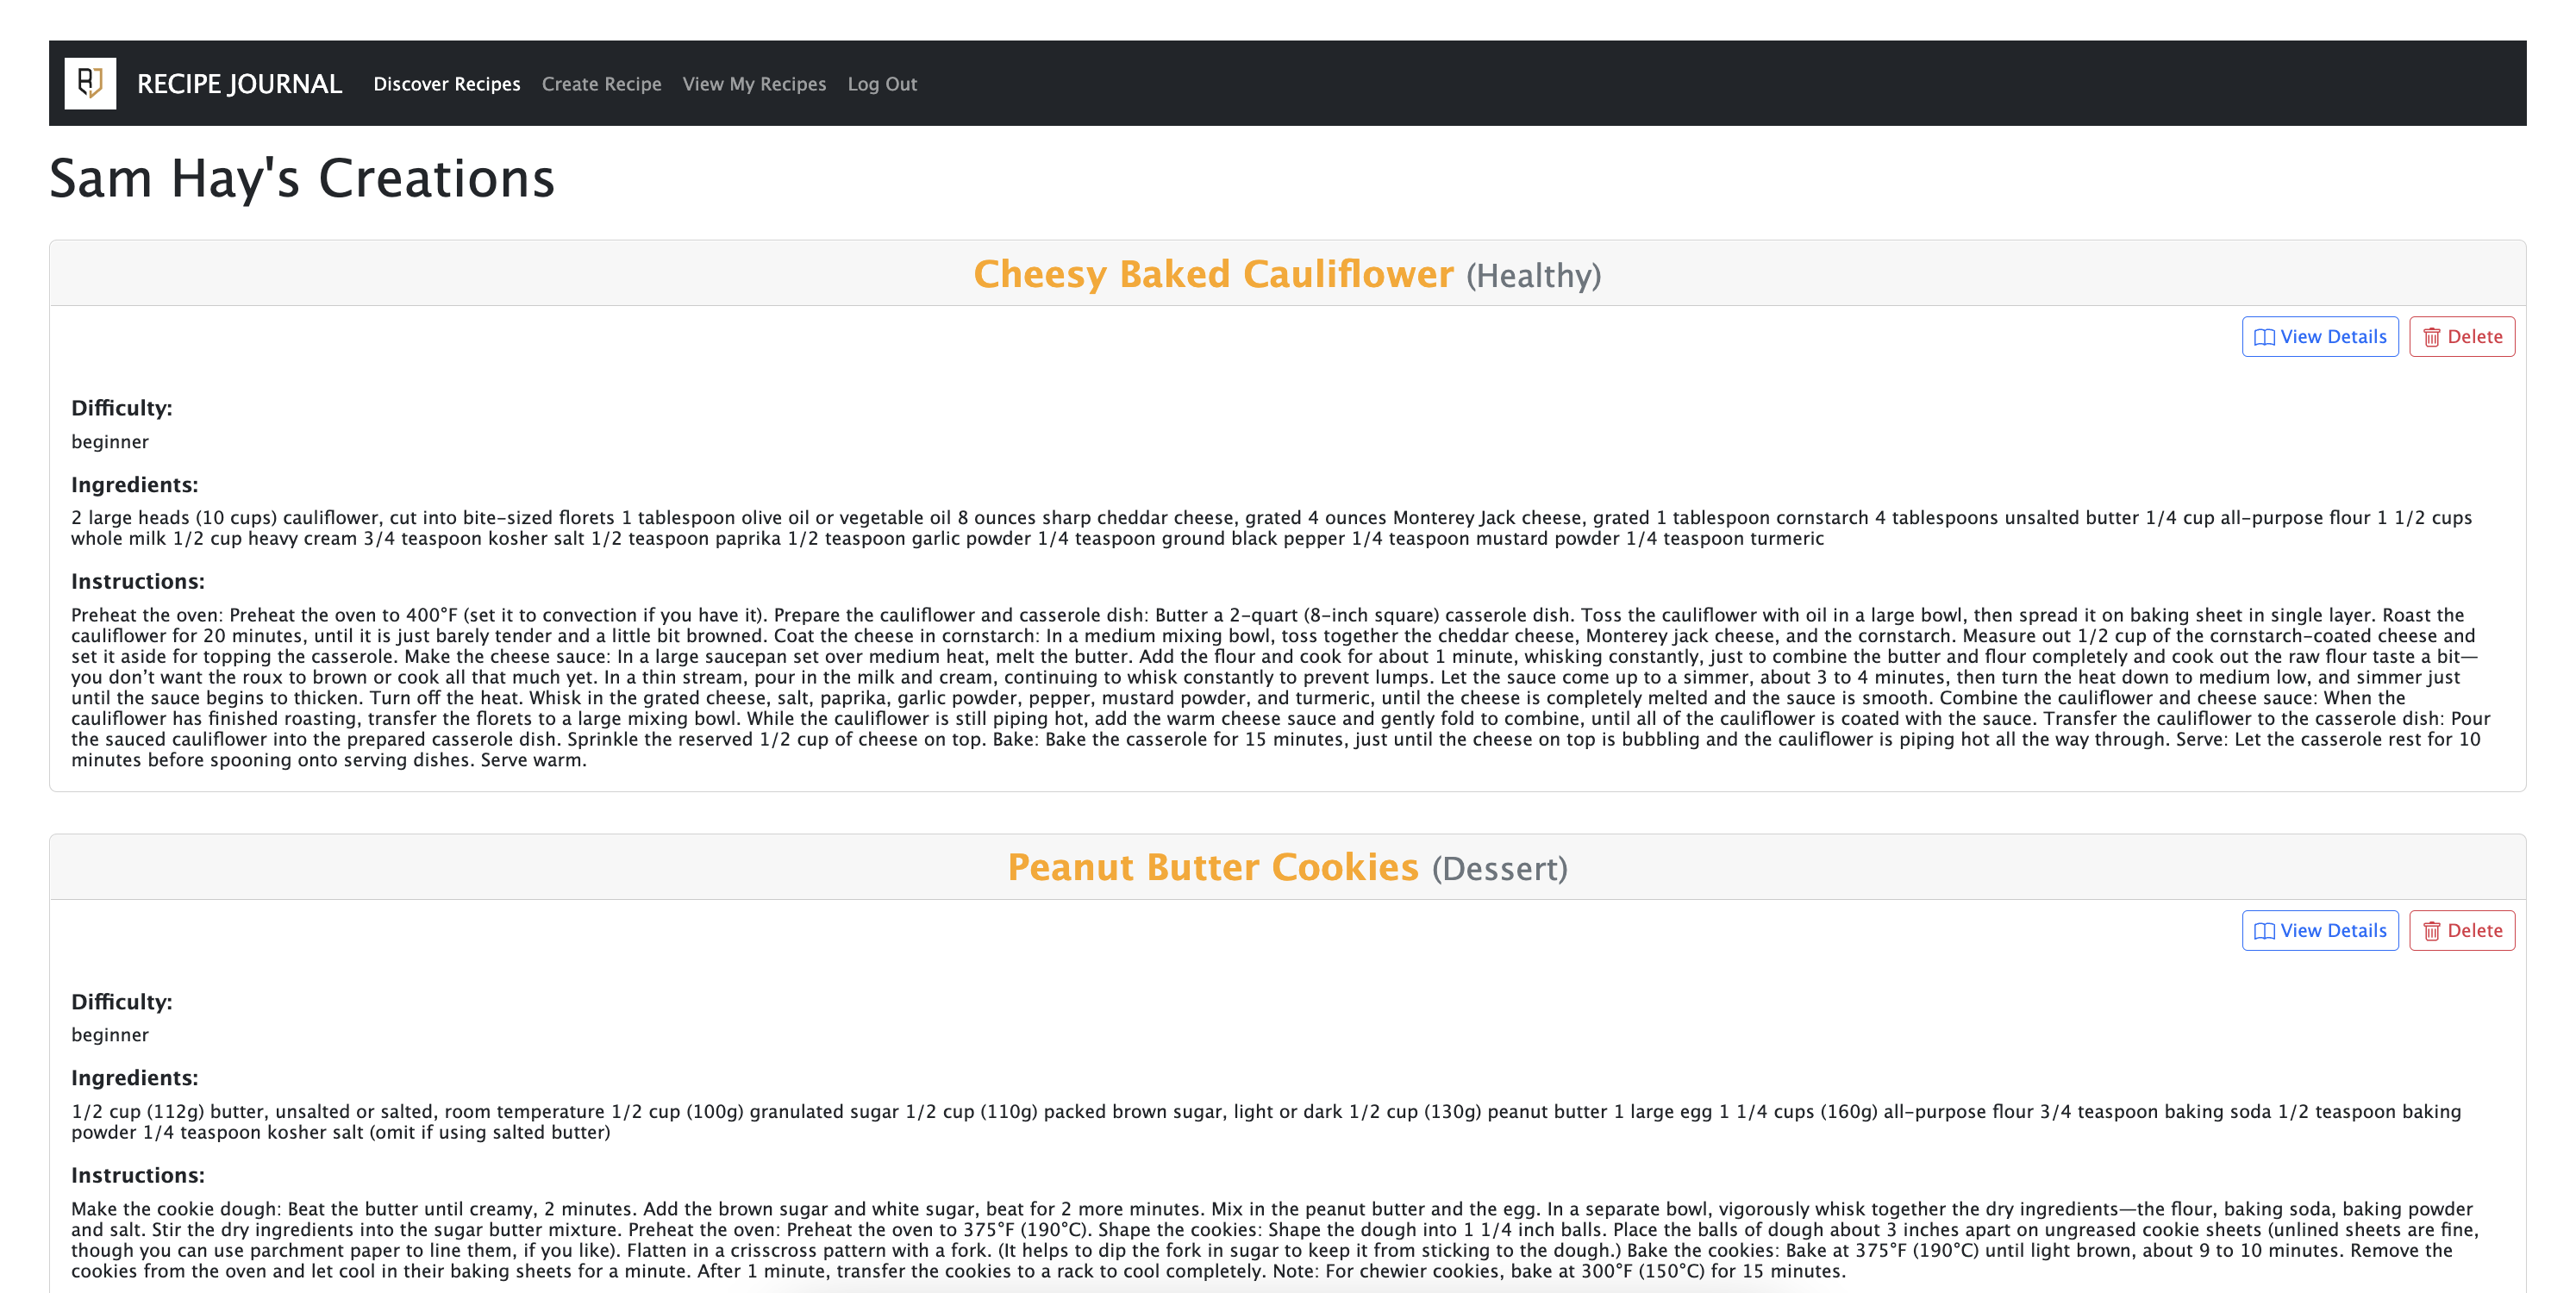 RJ
RECIPE JOURNAL Discover Recipes Create Recipe View My Recipes Log Out
Sam Hay's Creations
Cheesy Baked Cauliflower (Healthy)
View Details Delete
Difficulty:
beginner
Ingredients:
2 large heads (10 cups) cauliflower, cut into bite-sized florets 1 tablespoon olive oil or vegetable oil 8 ounces sharp cheddar cheese, grated 4 ounces Monterey Jack cheese, grated 1 tablespoon cornstarch 4 tablespoons unsalted butter 1/4 cup all-purpose flour 1 1/2 cups
whole milk 1/2 cup heavy cream 3/4 teaspoon kosher salt 1/2 teaspoon paprika 1/2 teaspoon garlic powder 1/4 teaspoon ground black pepper 1/4 teaspoon mustard powder 1/4 teaspoon turmeric
Instructions:
Preheat the oven: Preheat the oven to 400°F (set it to convection if you have it). Prepare the cauliflower and casserole dish: Butter a 2-quart (8-inch square) casserole dish. Toss the cauliflower with oil in a large bowl, then spread it on baking sheet in single layer. Roast the
cauliflower for 20 minutes, until it is just barely tender and a little bit browned. Coat the cheese in cornstarch: In a medium mixing bowl, toss together the cheddar cheese, Monterey jack cheese, and the cornstarch. Measure out 1/2 cup of the cornstarch-coated cheese and
set it aside for topping the casserole. Make the cheese sauce: In a large saucepan set over medium heat, melt the butter. Add the flour and cook for about 1 minute, whisking constantly, just to combine the butter and flour completely and cook out the raw flour taste a bit—
you don’t want the roux to brown or cook all that much yet. In a thin stream, pour in the milk and cream, continuing to whisk constantly to prevent lumps. Let the sauce come up to a simmer, about 3 to 4 minutes, then turn the heat down to medium low, and simmer just
until the sauce begins to thicken. Turn off the heat. Whisk in the grated cheese, salt, paprika, garlic powder, pepper, mustard powder, and turmeric, until the cheese is completely melted and the sauce is smooth. Combine the cauliflower and cheese sauce: When the
cauliflower has finished roasting, transfer the florets to a large mixing bowl. While the cauliflower is still piping hot, add the warm cheese sauce and gently fold to combine, until all of the cauliflower is coated with the sauce. Transfer the cauliflower to the casserole dish: Pour
the sauced cauliflower into the prepared casserole dish. Sprinkle the reserved 1/2 cup of cheese on top. Bake: Bake the casserole for 15 minutes, just until the cheese on top is bubbling and the cauliflower is piping hot all the way through. Serve: Let the casserole rest for 10
minutes before spooning onto serving dishes. Serve warm.
Peanut Butter Cookies (Dessert)
View Details Delete
Difficulty:
beginner
Ingredients:
1/2 cup (112g) butter, unsalted or salted, room temperature 1/2 cup (100g) granulated sugar 1/2 cup (110g) packed brown sugar, light or dark 1/2 cup (130g) peanut butter 1 large egg 1 1/4 cups (160g) all-purpose flour 3/4 teaspoon baking soda 1/2 teaspoon baking
powder 1/4 teaspoon kosher salt (omit if using salted butter)
Instructions:
Make the cookie dough: Beat the butter until creamy, 2 minutes. Add the brown sugar and white sugar, beat for 2 more minutes. Mix in the peanut butter and the egg. In a separate bowl, vigorously whisk together the dry ingredients—the flour, baking soda, baking powder
and salt. Stir the dry ingredients into the sugar butter mixture. Preheat the oven: Preheat the oven to 375°F (190°C). Shape the cookies: Shape the dough into 1 1/4 inch balls. Place the balls of dough about 3 inches apart on ungreased cookie sheets (unlined sheets are fine,
though you can use parchment paper to line them, if you like). Flatten in a crisscross pattern with a fork. (It helps to dip the fork in sugar to keep it from sticking to the dough.) Bake the cookies: Bake at 375°F (190°C) until light brown, about 9 to 10 minutes. Remove the
cookies from the oven and let cool in their baking sheets for a minute. After 1 minute, transfer the cookies to a rack to cool completely. Note: For chewier cookies, bake at 300°F (150°C) for 15 minutes.